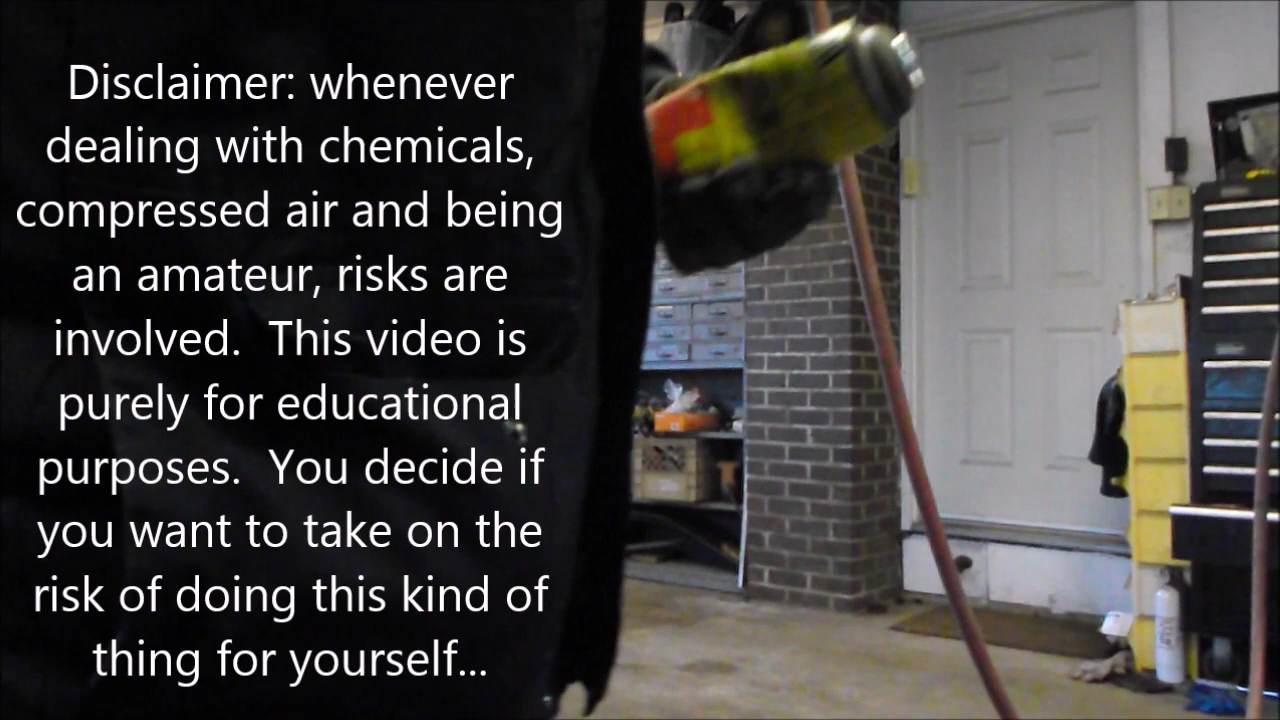 Disclaimer: whenever
dealing with chemicals,
compressed air and being
an amateur, risks are
involved.  This video is
purely for educational
purposes.  You decide if
you want to take on the
risk of doing this kind of
thing for yourself...